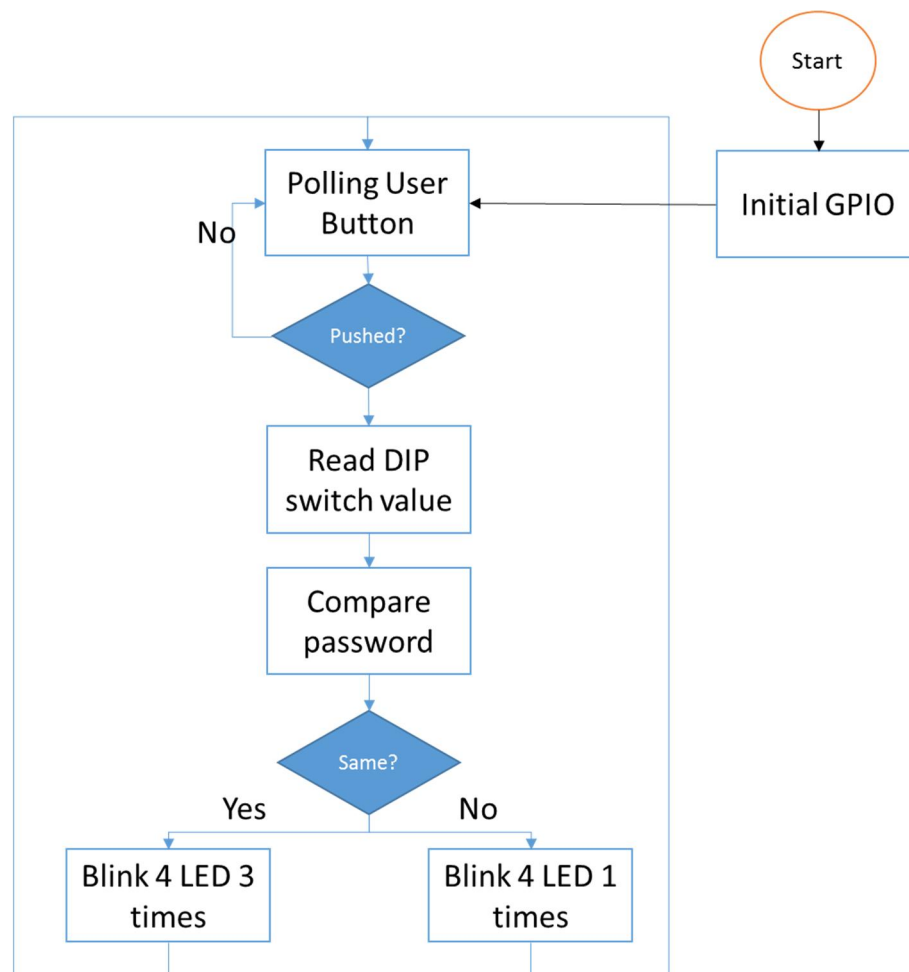 Start
Initial GPIO
Polling User
Button
No
Pushed?
Read DIP
switch value
Compare
password
Same?
Yes
No
Blink 4 LED 3
times
Blink 4 LED 1
times